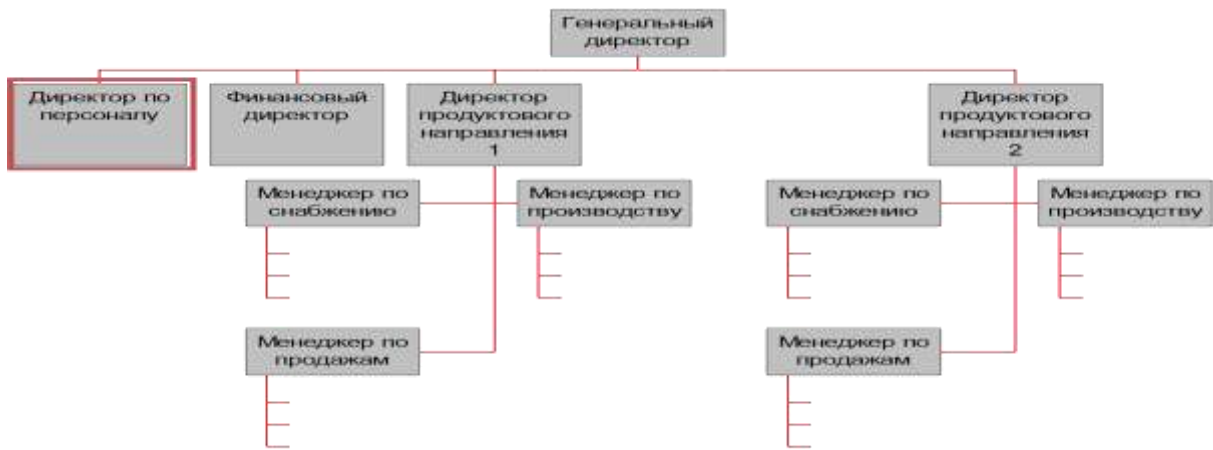 Генеральный
директор
Директор по
персоналу
Финансовый
директор
Директор
продуктового
направления
1
Директор
продуктового
направления
2
Менеджер по
снабжению
Менеджер по
производству
Менеджер по
снабжению
Менеджер по
производству
Менеджер по
продажам
Менеджер по
продажам